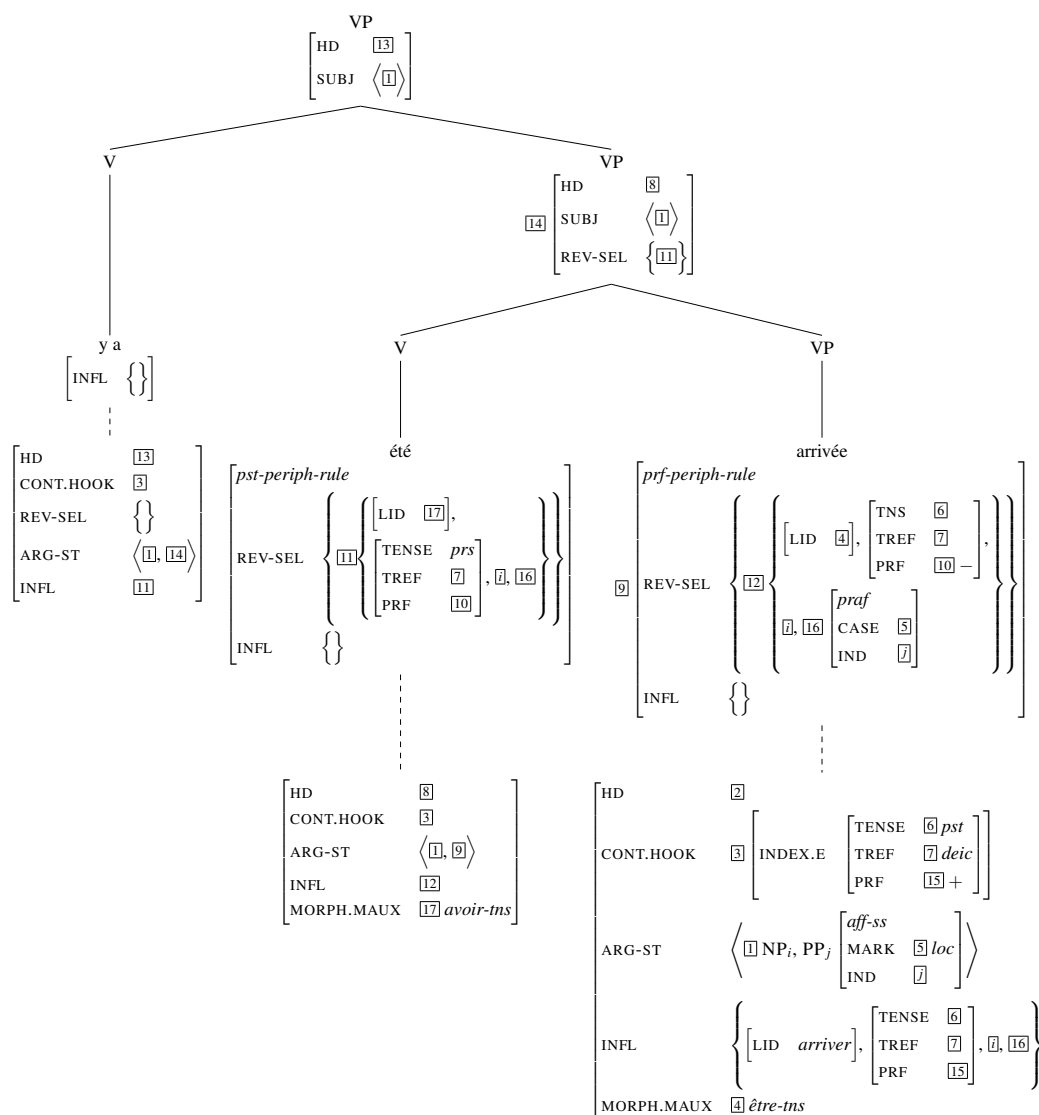 VP
HD 13
SUBJ ⟨1⟩
V VP
14
HD 8
SUBJ ⟨1⟩
REV-SEL {11}
y a
INFL {}
V VP
HD 13
CONT.HOOK 3
REV-SEL {}
ARG-ST ⟨1, 14⟩
INFL 11
été
pst-periph-rule
REV-SEL { 11 { [LID 17],
[TENSE prs
TREF 7
PRF 10], i, 16 } }
INFL {}
arrivée
9
prf-periph-rule
REV-SEL { 12 { [LID 4], [TNS 6
TREF 7
PRF 10 −],
i, 16 [praf
CASE 5
IND j] } }
INFL {}
HD 8
CONT.HOOK 3
ARG-ST ⟨1, 9⟩
INFL 12
MORPH.MAUX 17 avoir-tns
HD 2
CONT.HOOK 3 [INDEX.E [TENSE 6 pst
TREF 7 deic
PRF 15 +]]
ARG-ST ⟨1 NPi, PPj [aff-ss
MARK 5 loc
IND j]⟩
INFL { [LID arriver], [TENSE 6
TREF 7
PRF 15], i, 16 }
MORPH.MAUX 4 être-tns